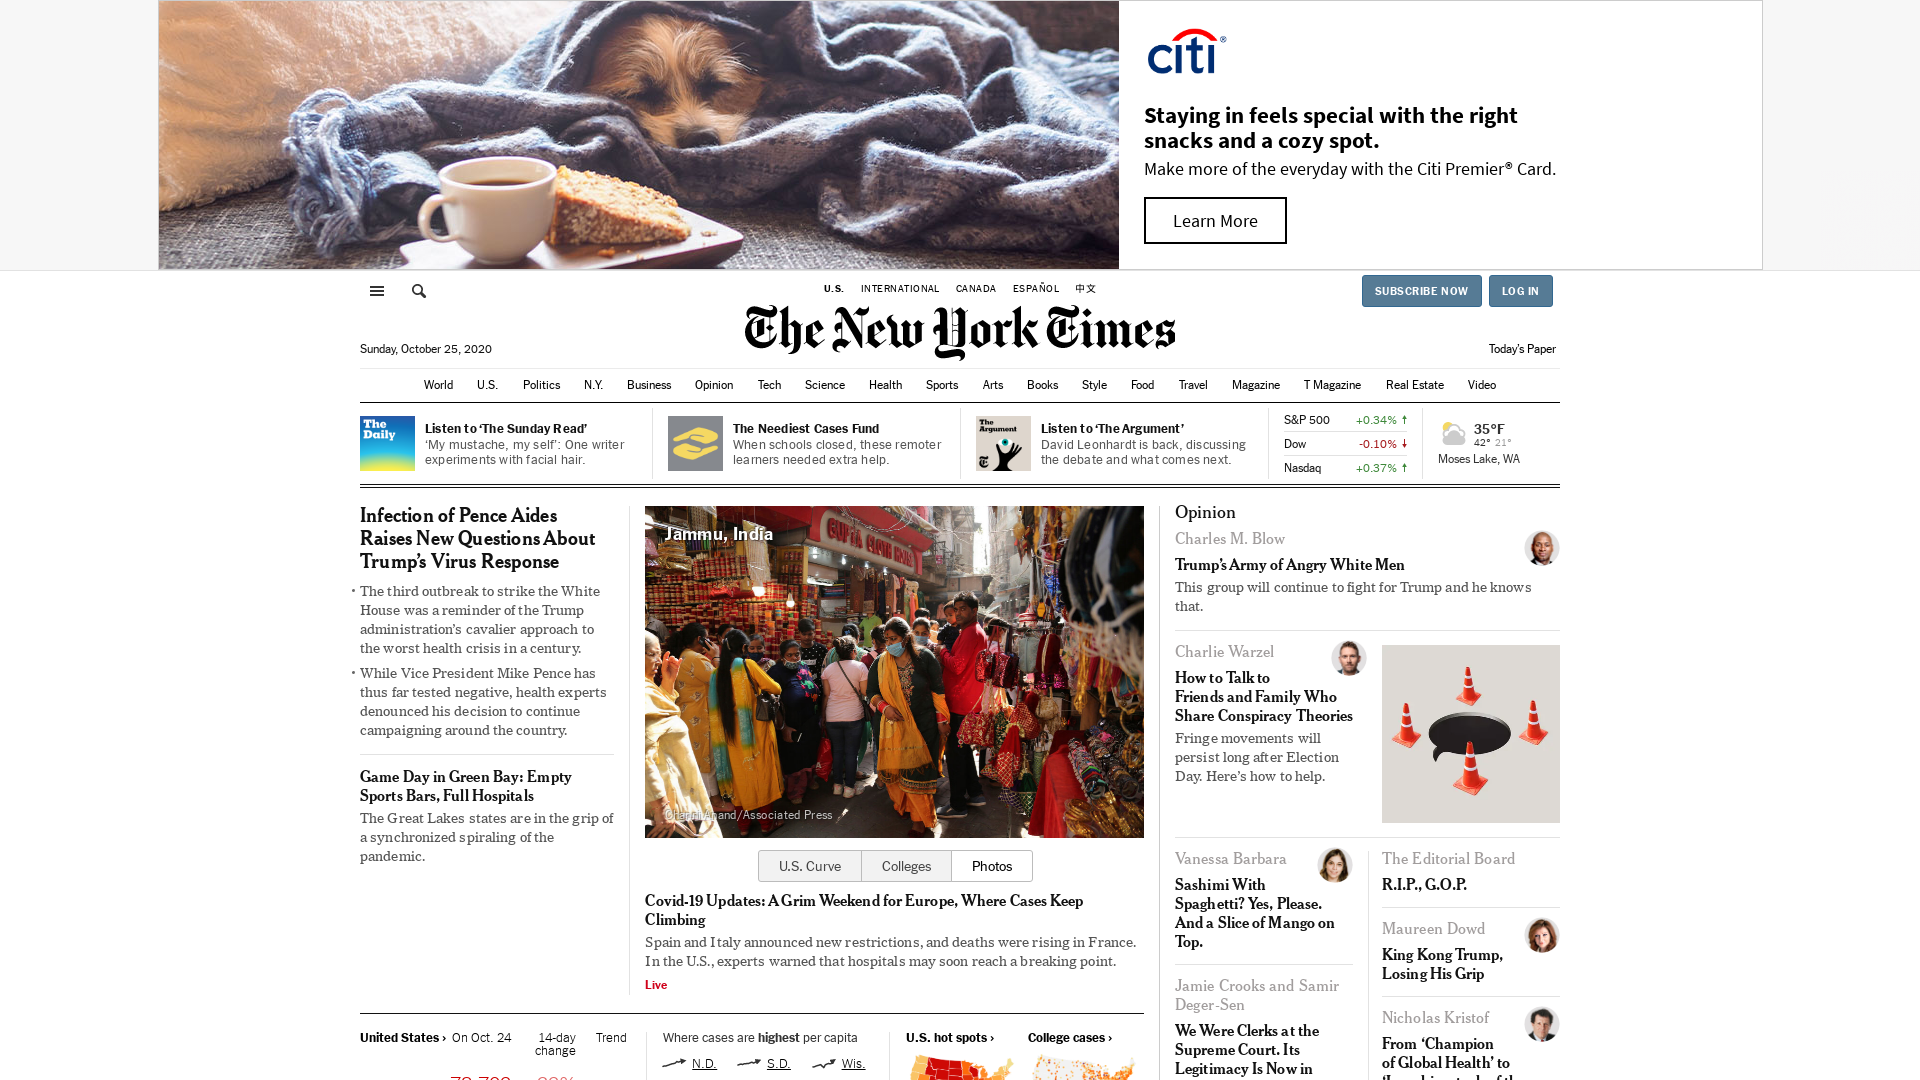 citi®
Staying in feels special with the right
snacks and a cozy spot.
Make more of the everyday with the Citi Premier® Card.
Learn More
U.S.
INTERNATIONAL
CANADA
ESPAÑOL
中文
SUBSCRIBE NOW
LOG IN
The New York Times
Sunday, October 25, 2020
Today’s Paper
World
U.S.
Politics
N.Y.
Business
Opinion
Tech
Science
Health
Sports
Arts
Books
Style
Food
Travel
Magazine
T Magazine
Real Estate
Video
The
Daily
Listen to ‘The Sunday Read’
‘My mustache, my self’: One writer
experiments with facial hair.
The Neediest Cases Fund
When schools closed, these remoter
learners needed extra help.
The
Argument
Listen to ‘The Argument’
David Leonhardt is back, discussing
the debate and what comes next.
S&P 500 +0.34%
Dow -0.10%
Nasdaq +0.37%
35°F
42° 21°
Moses Lake, WA
Infection of Pence Aides
Raises New Questions About
Trump’s Virus Response
• The third outbreak to strike the White
House was a reminder of the Trump
administration’s cavalier approach to
the worst health crisis in a century.
• While Vice President Mike Pence has
thus far tested negative, health experts
denounced his decision to continue
campaigning around the country.
Game Day in Green Bay: Empty
Sports Bars, Full Hospitals
The Great Lakes states are in the grip of
a synchronized spiraling of the
pandemic.
Jammu, India
GUPTA CLOTH HOUSE
Channi Anand/Associated Press
U.S. Curve
Colleges
Photos
Covid-19 Updates: A Grim Weekend for Europe, Where Cases Keep
Climbing
Spain and Italy announced new restrictions, and deaths were rising in France.
In the U.S., experts warned that hospitals may soon reach a breaking point.
Live
Opinion
Charles M. Blow
Trump’s Army of Angry White Men
This group will continue to fight for Trump and he knows
that.
Charlie Warzel
How to Talk to
Friends and Family Who
Share Conspiracy Theories
Fringe movements will
persist long after Election
Day. Here’s how to help.
Vanessa Barbara
Sashimi With
Spaghetti? Yes, Please.
And a Slice of Mango on
Top.
Jamie Crooks and Samir
Deger-Sen
We Were Clerks at the
Supreme Court. Its
Legitimacy Is Now in
The Editorial Board
R.I.P., G.O.P.
Maureen Dowd
King Kong Trump,
Losing His Grip
Nicholas Kristof
From ‘Champion
of Global Health’ to
United States › On Oct. 24
14-day
change
Trend
Where cases are highest per capita
N.D.
S.D.
Wis.
U.S. hot spots ›
College cases ›